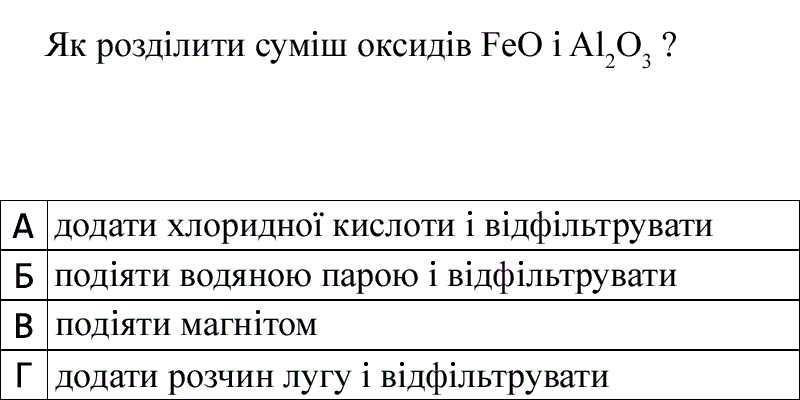 Як розділити суміш оксидів FeO і Al₂O₃ ?
А додати хлоридної кислоти і відфільтрувати
Б подіяти водяною парою і відфільтрувати
В подіяти магнітом
Г додати розчин лугу і відфільтрувати